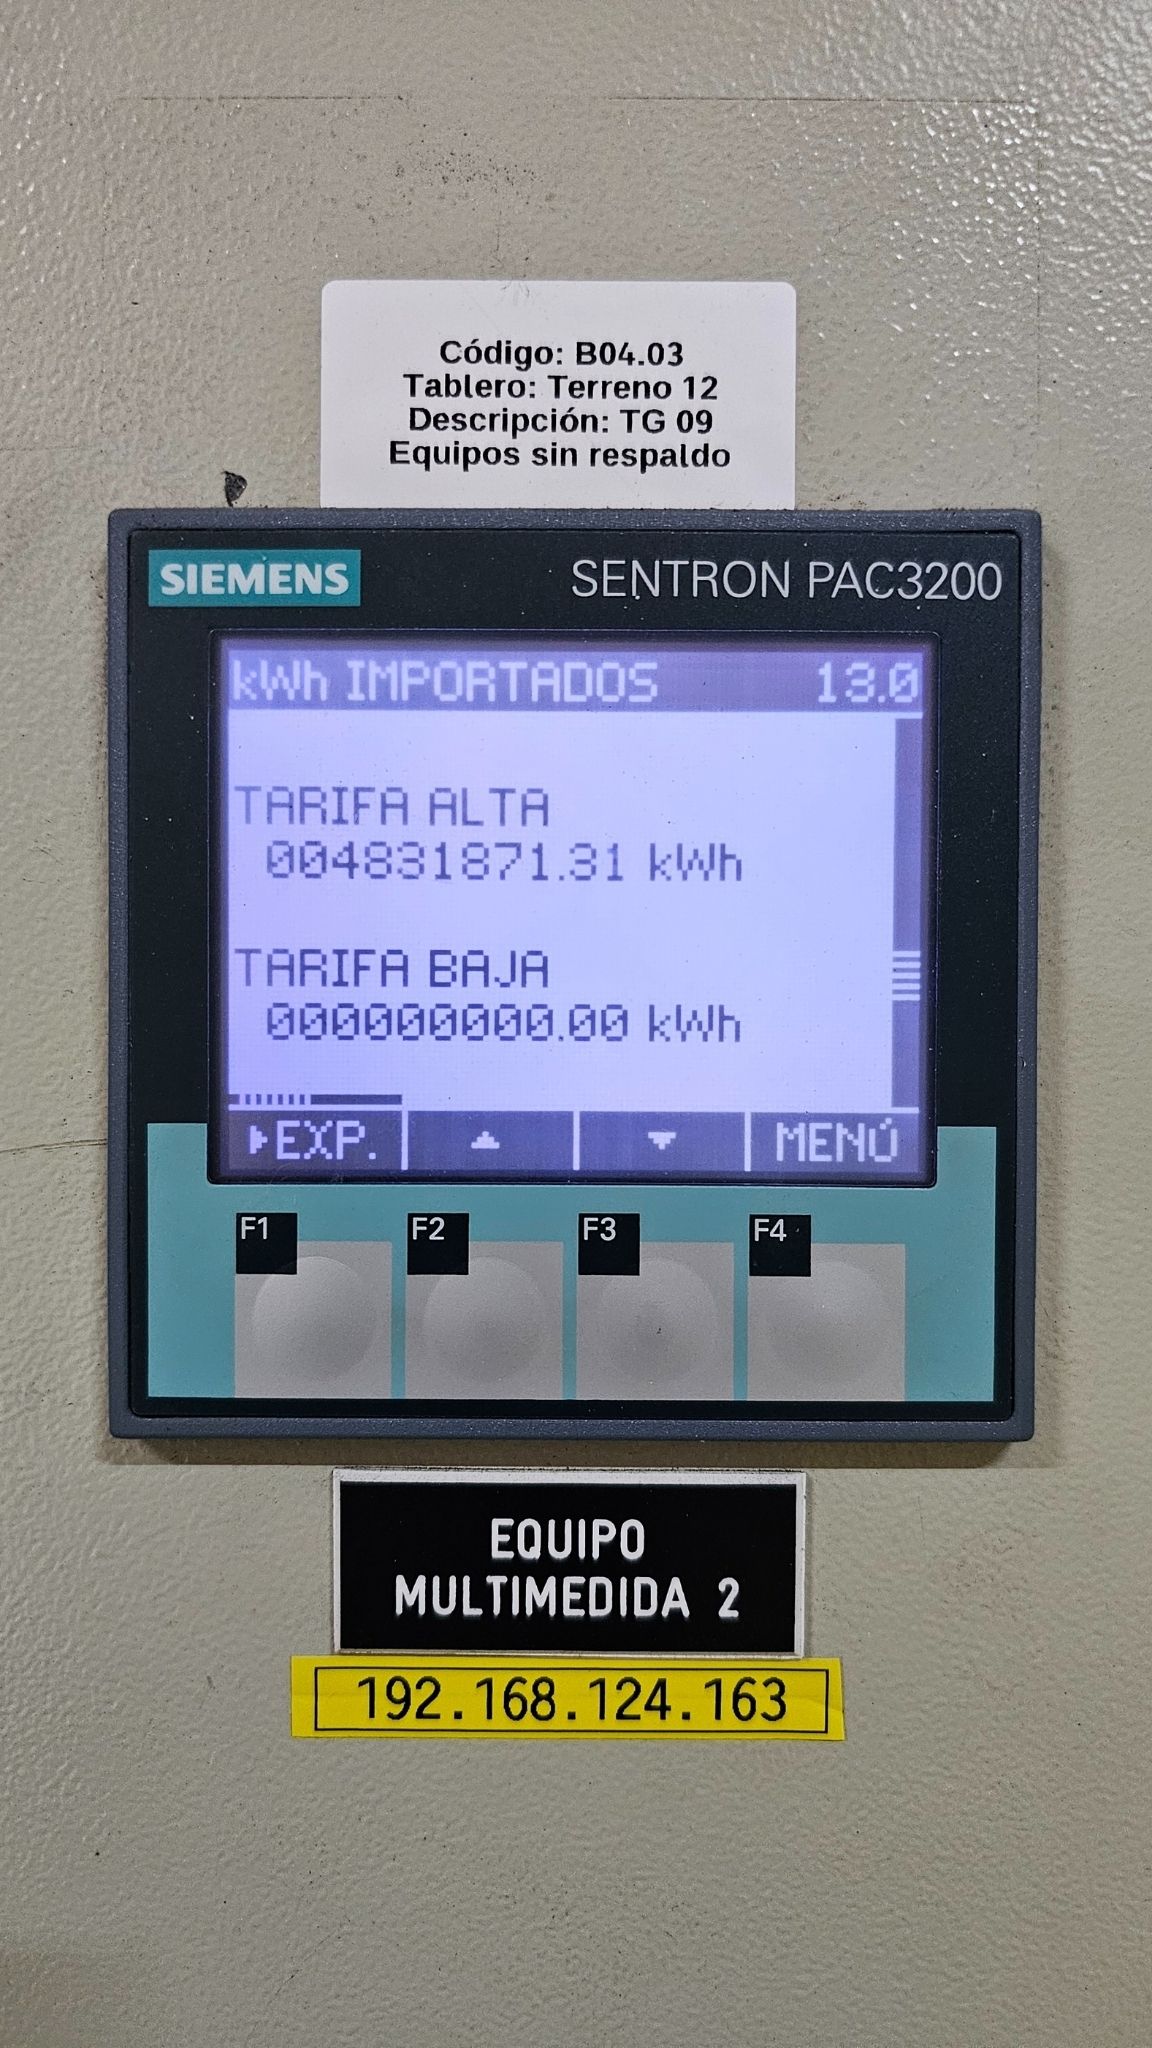 Código: B04.03
Tablero: Terreno 12
Descripción: TG 09
Equipos sin respaldo
SIEMENS SENTRON PAC3200
kWh IMPORTADOS 13.0
TARIFA ALTA
004831871.31 kWh
TARIFA BAJA
000000000.00 kWh
EXP. MENÚ
F1 F2 F3 F4
EQUIPO
MULTIMEDIDA 2
192.168.124.163